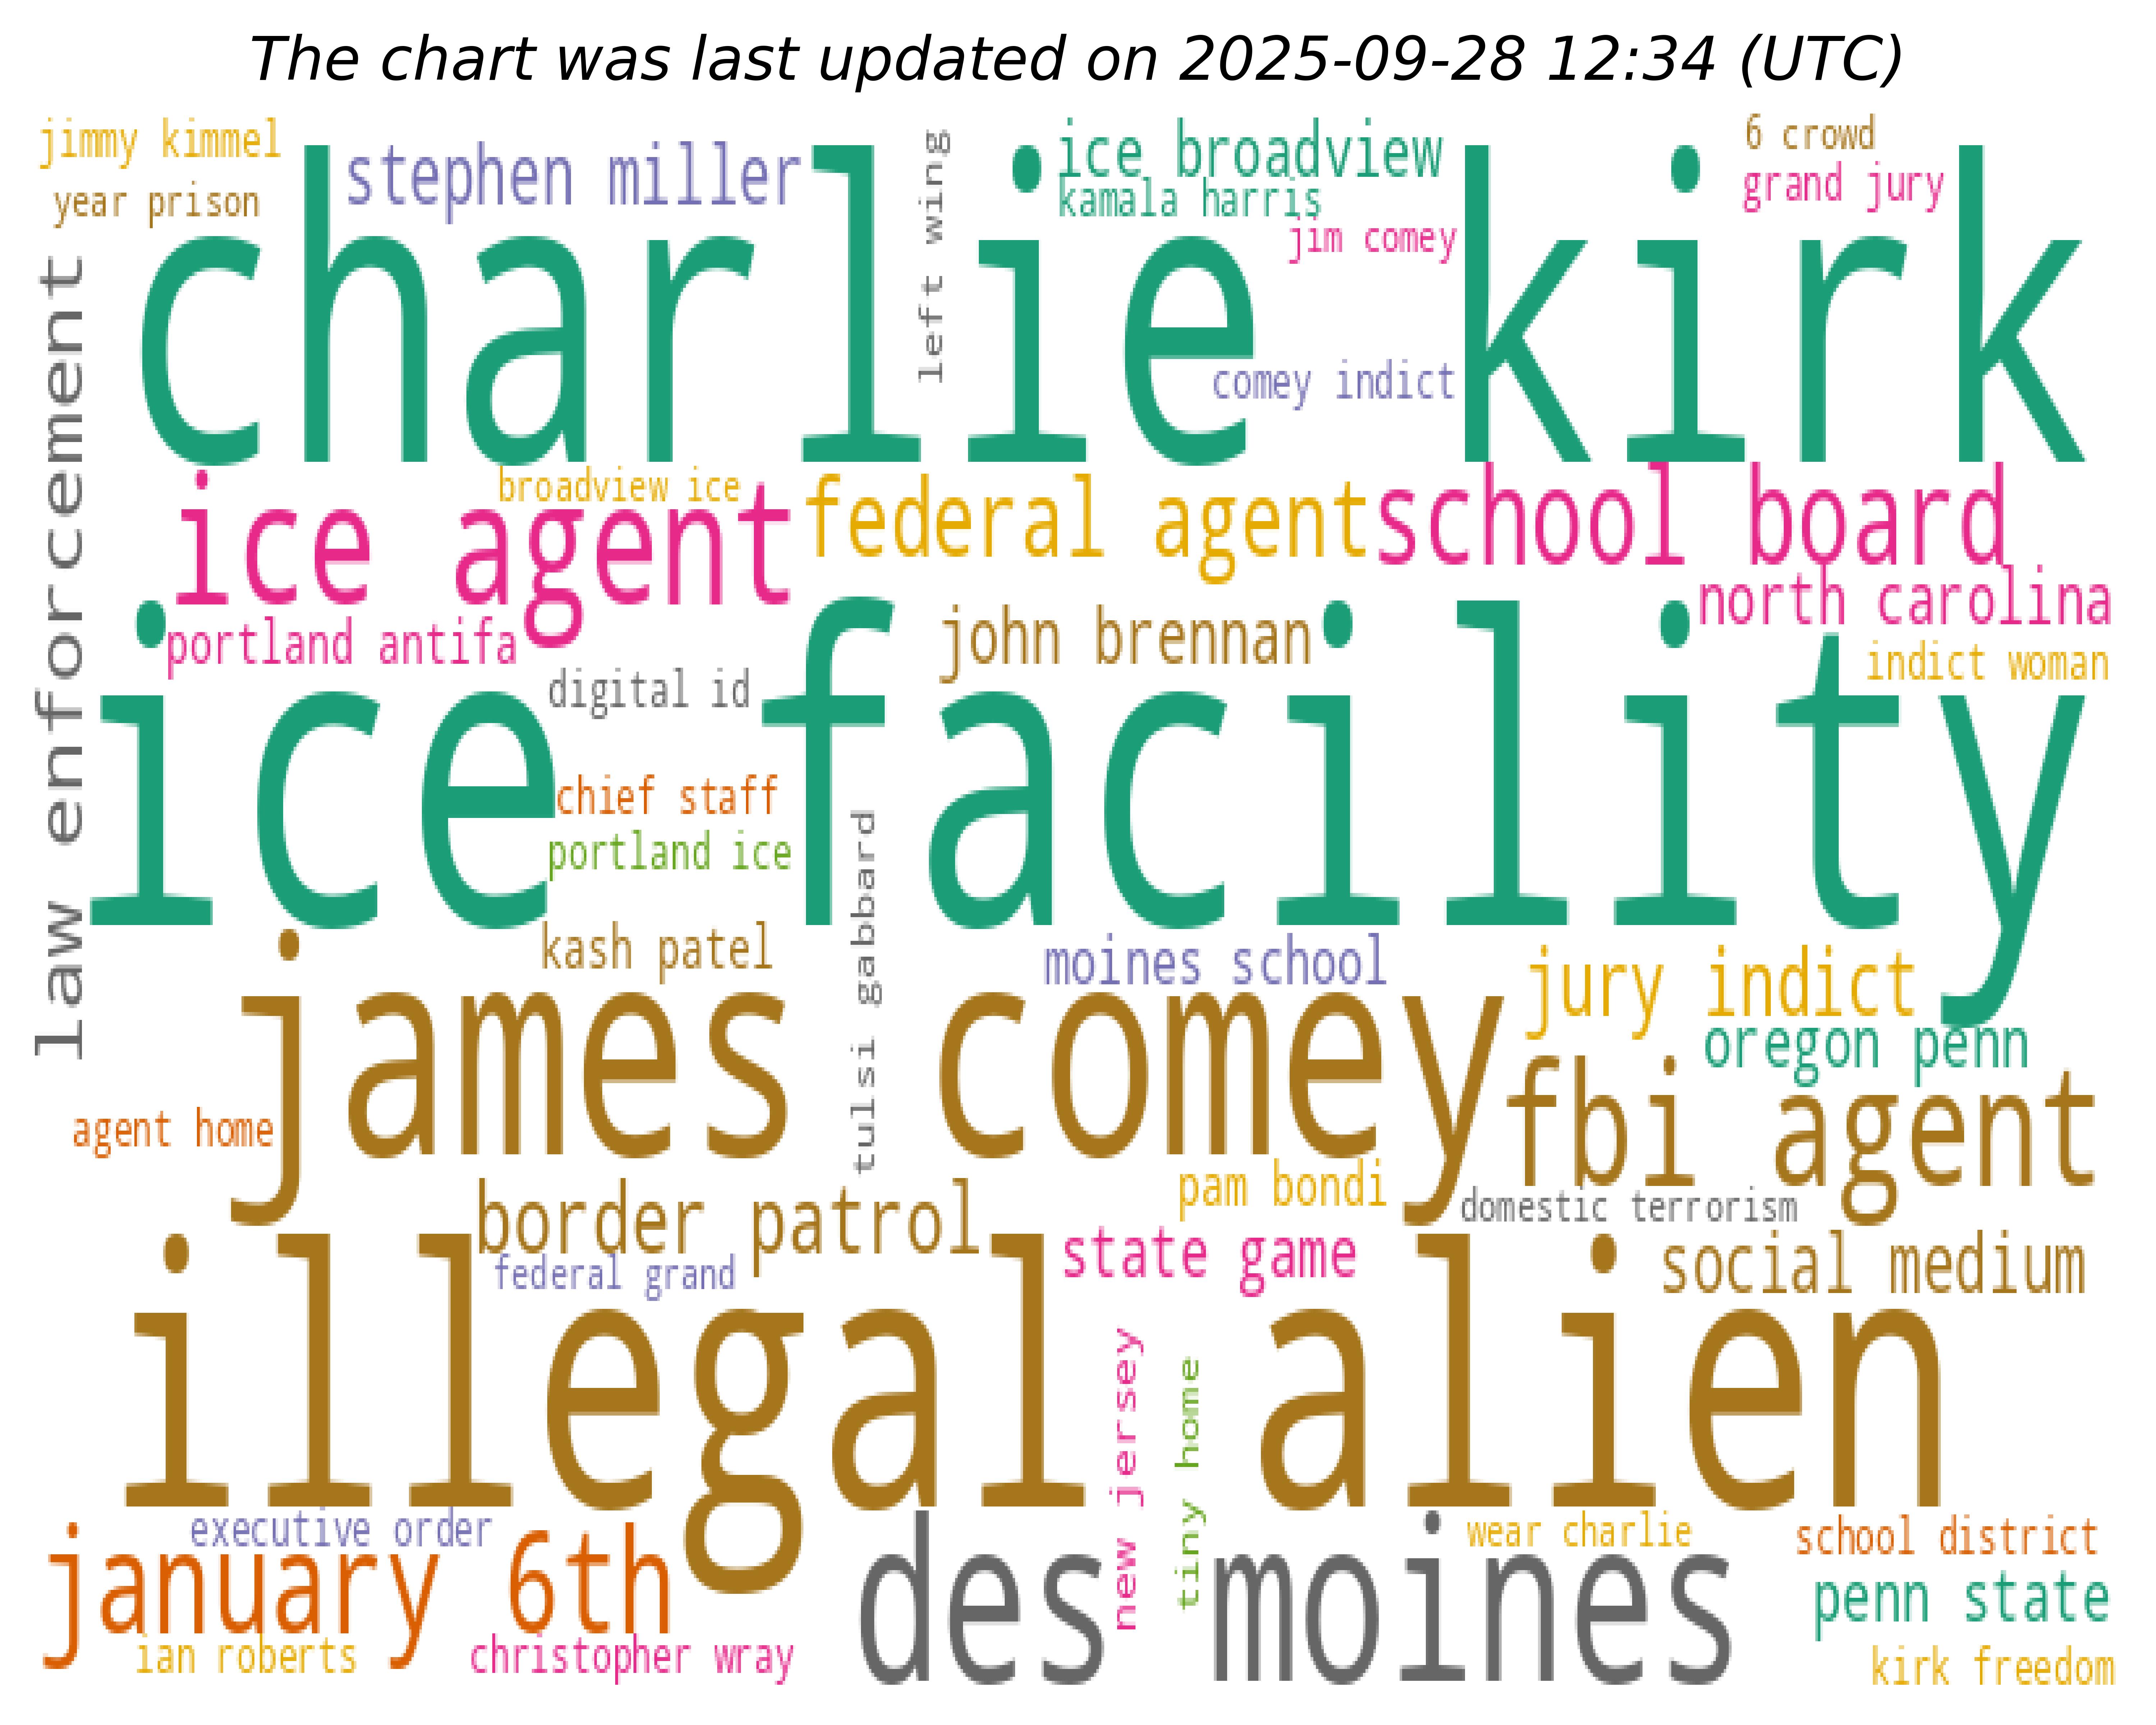 The chart was last updated on 2025-09-28 12:34 (UTC)
jimmy kimmel
stephen miller
left wing
ice broadview
6 crowd
year prison
kamala harris
grand jury
jim comey
charlie kirk
comey indict
law enforcement
broadview ice
ice agent
federal agent
school board
north carolina
portland antifa
john brennan
indict woman
digital id
ice facility
chief staff
portland ice
tulsi gabbard
kash patel
moines school
jury indict
oregon penn
james comey
agent home
fbi agent
pam bondi
domestic terrorism
border patrol
state game
social medium
federal grand
illegal alien
new jersey
tiny home
executive order
wear charlie
school district
january 6th
des moines
penn state
ian roberts
christopher wray
kirk freedom